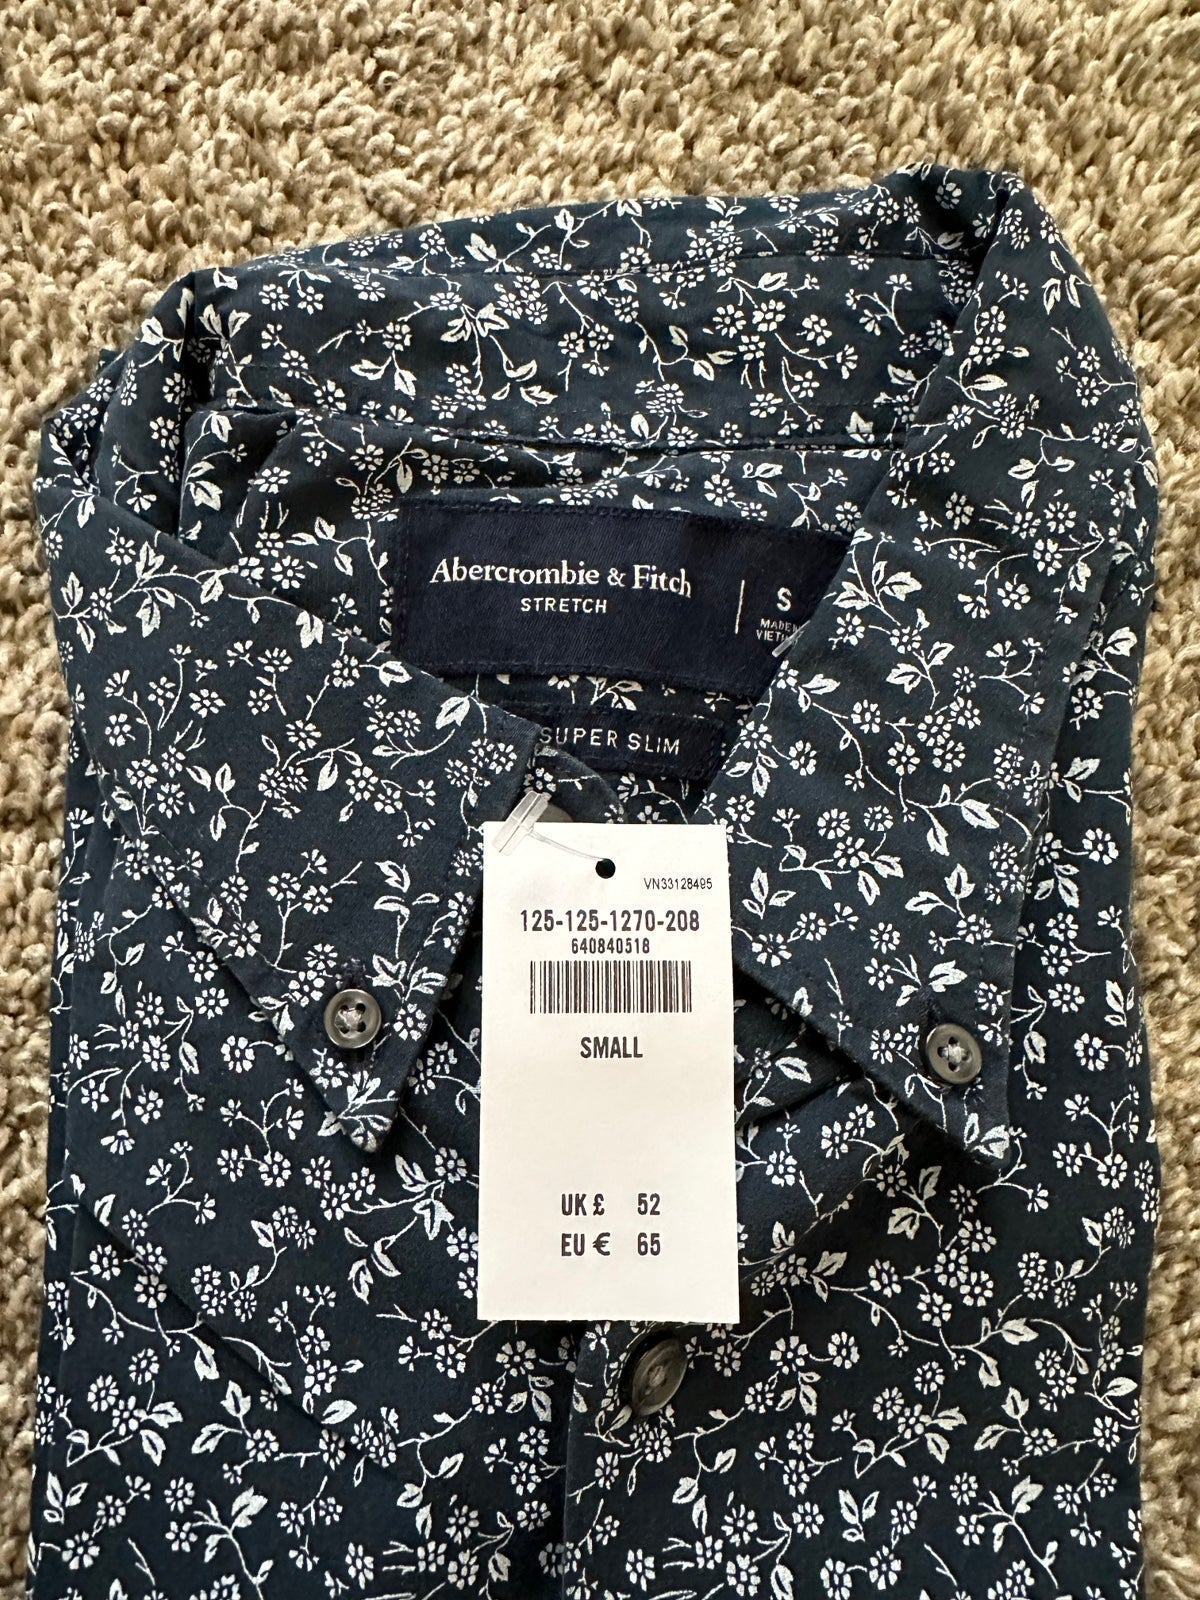 Abercrombie & Fitch
STRETCH
S
SUPER SLIM
VN33128495
125-125-1270-208
640840518
SMALL
UK £ 52
EU € 65